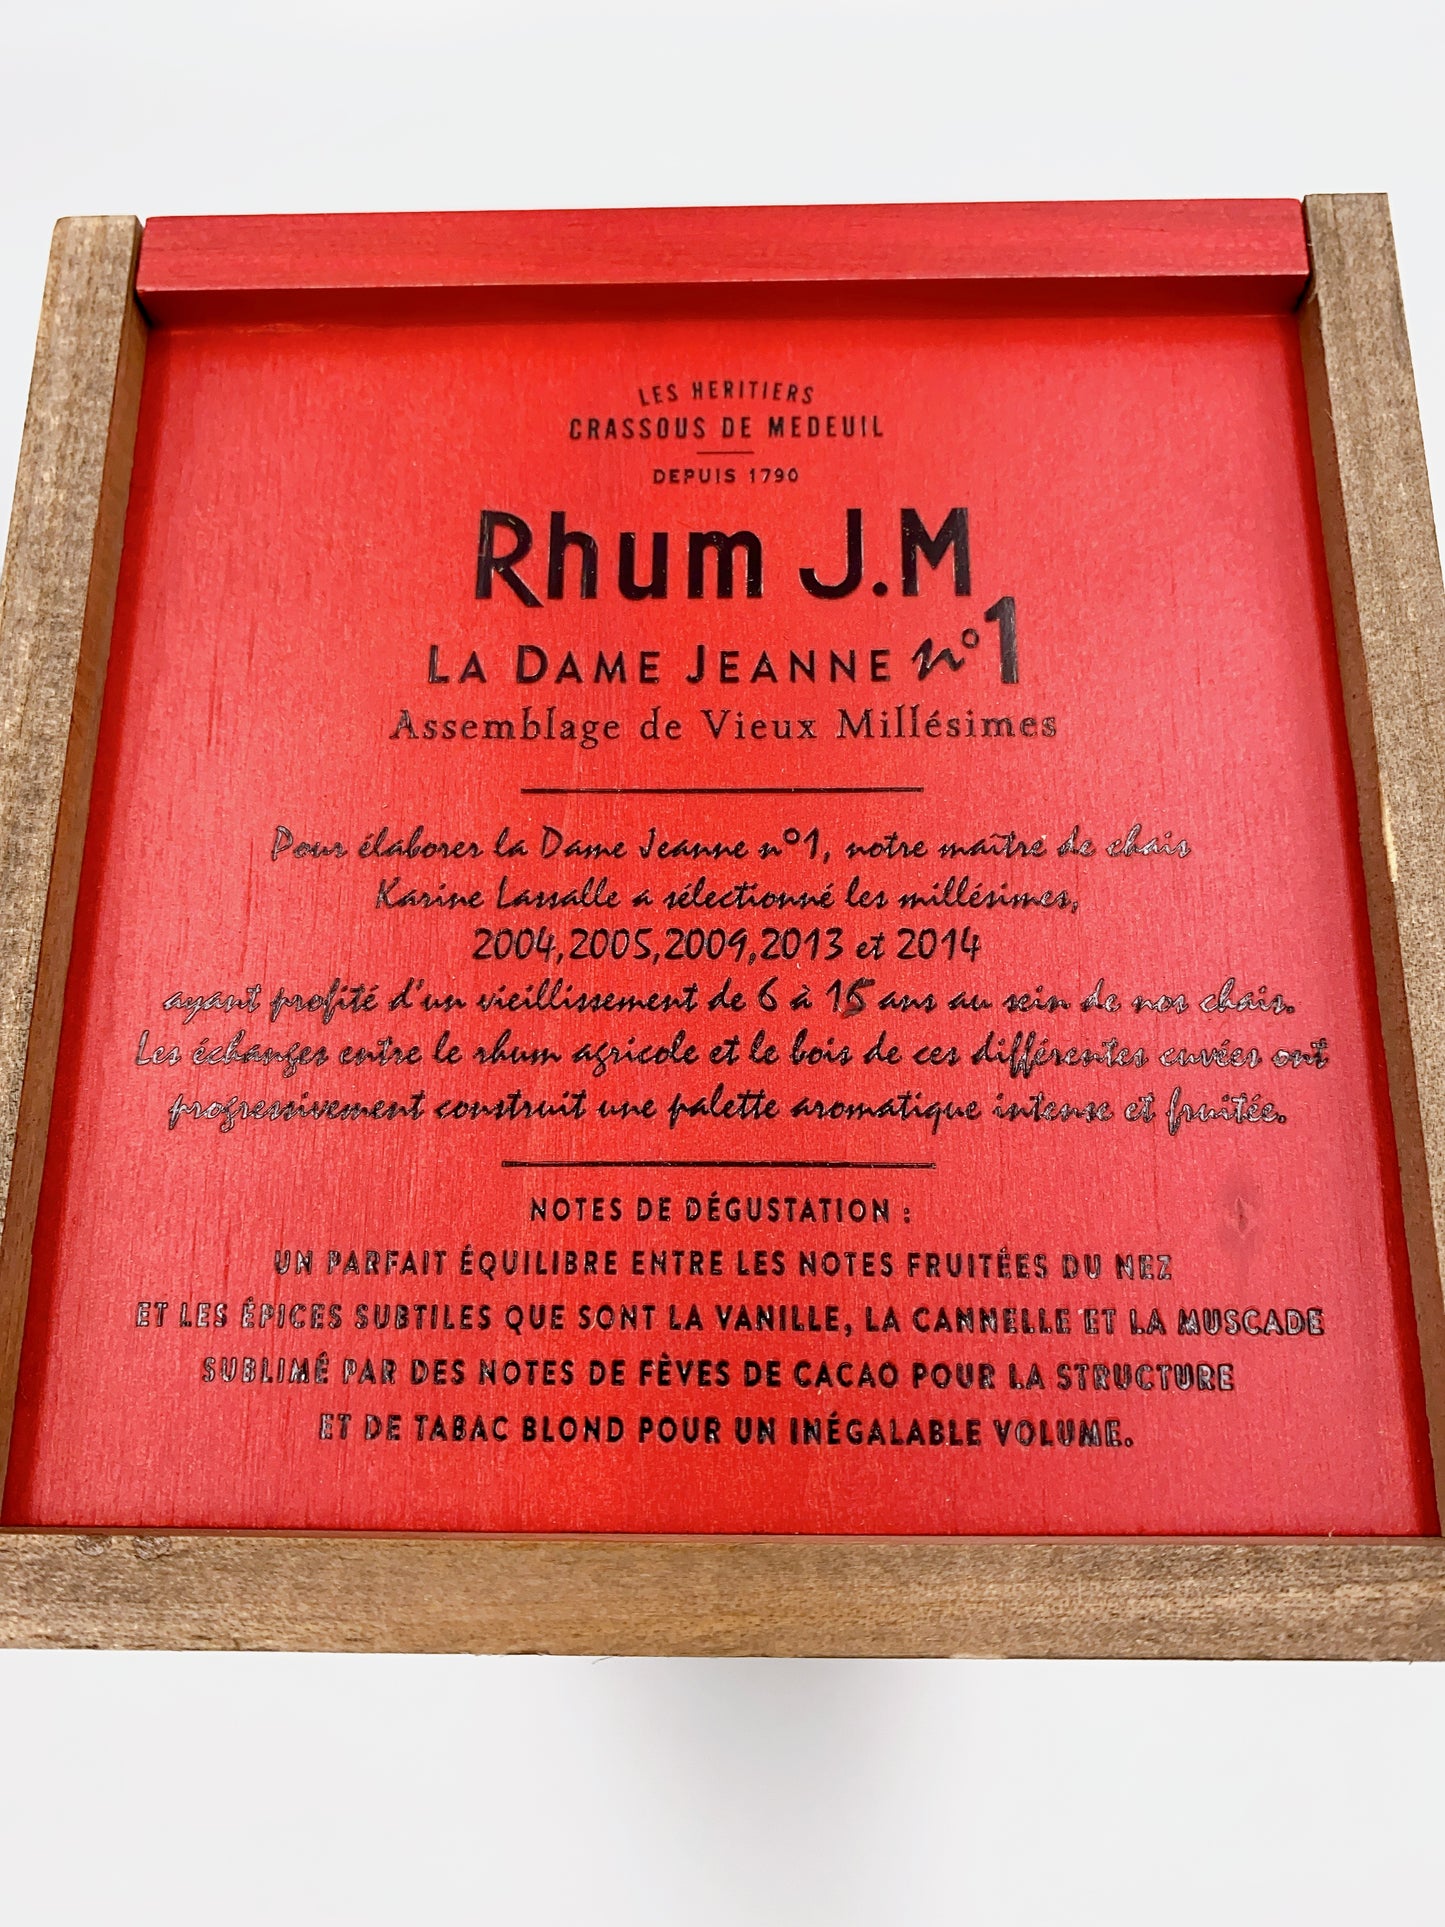 LES HERITIERS
CRASSOUS DE MEDEUIL
DEPUIS 1790
Rhum J.M
LA DAME JEANNE n°1
Assemblage de Vieux Millésimes
Pour élaborer la Dame Jeanne n°1, notre maître de chais
Karine Lassalle a sélectionné les millésimes,
2004,2005,2009,2013 et 2014
ayant profité d'un vieillissement de 6 à 15 ans au sein de nos chais.
Les échanges entre le rhum agricole et le bois de ces différentes cuvées ont
progressivement construit une palette aromatique intense et fruitée.
NOTES DE DÉGUSTATION :
UN PARFAIT ÉQUILIBRE ENTRE LES NOTES FRUITÉES DU NEZ
ET LES ÉPICES SUBTILES QUE SONT LA VANILLE, LA CANNELLE ET LA MUSCADE
SUBLIMÉ PAR DES NOTES DE FÈVES DE CACAO POUR LA STRUCTURE
ET DE TABAC BLOND POUR UN INÉGALABLE VOLUME.